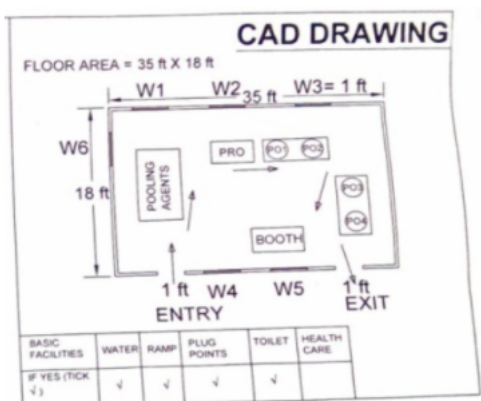 CAD DRAWING
FLOOR AREA = 35 ft X 18 ft
W1 W2 W3= 1 ft
35 ft
W6
18 ft
POOLING
AGENTS
PRO PO1 PO2
PO3
PO4
BOOTH
1 ft W4 W5 1 ft
ENTRY EXIT
BASIC
FACILITIES WATER RAMP PLUG
POINTS TOILET HEALTH
CARE
IF YES (TICK
√ ) √ √ √ √